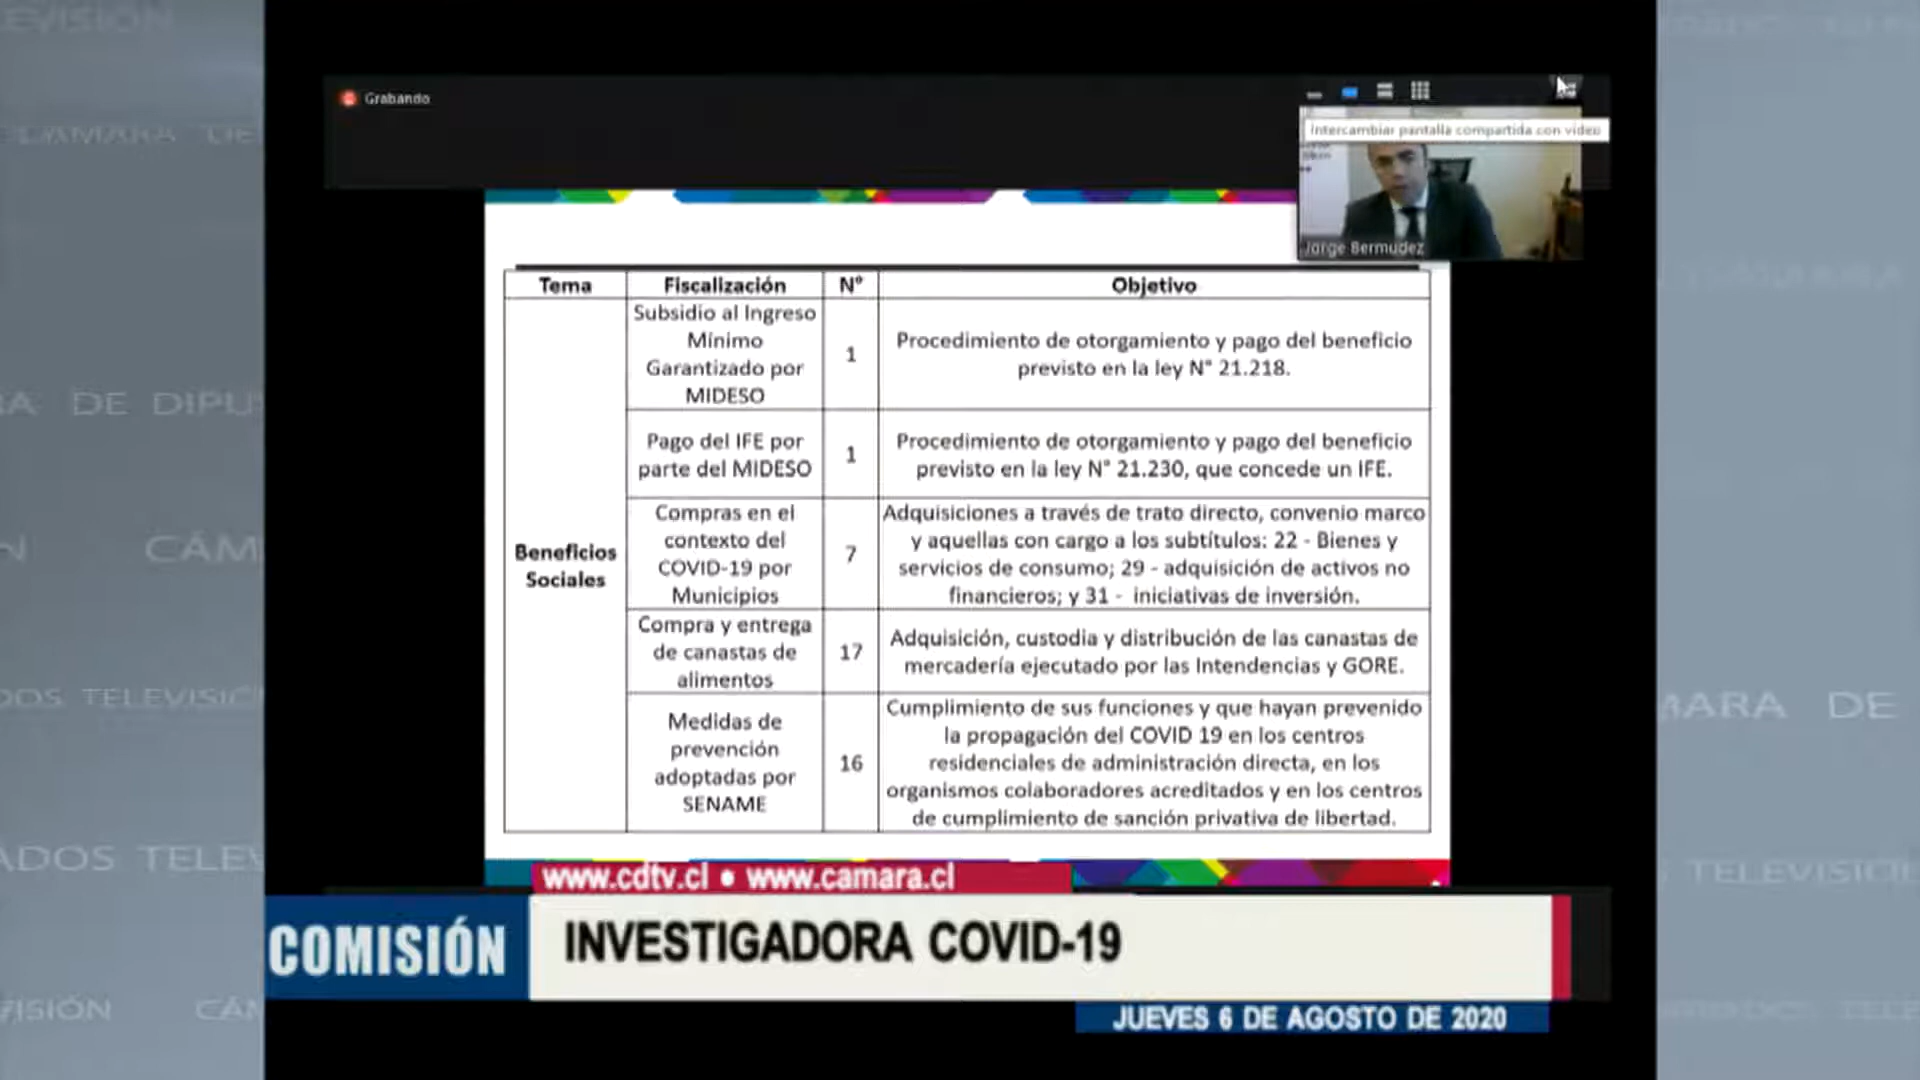 Grabando
Intercambiar pantalla compartida con video
Jorge Bermudez
Tema Fiscalización N° Objetivo
Beneficios
Sociales
Subsidio al Ingreso
Mínimo
Garantizado por
MIDESO
1
Procedimiento de otorgamiento y pago del beneficio
previsto en la ley N° 21.218.
Pago del IFE por
parte del MIDESO
1
Procedimiento de otorgamiento y pago del beneficio
previsto en la ley N° 21.230, que concede un IFE.
Compras en el
contexto del
COVID-19 por
Municipios
7
Adquisiciones a través de trato directo, convenio marco
y aquellas con cargo a los subtítulos: 22 - Bienes y
servicios de consumo; 29 - adquisición de activos no
financieros; y 31 - iniciativas de inversión.
Compra y entrega
de canastas de
alimentos
17
Adquisición, custodia y distribución de las canastas de
mercadería ejecutado por las Intendencias y GORE.
Medidas de
prevención
adoptadas por
SENAME
16
Cumplimiento de sus funciones y que hayan prevenido
la propagación del COVID 19 en los centros
residenciales de administración directa, en los
organismos colaboradores acreditados y en los centros
de cumplimiento de sanción privativa de libertad.
www.cdtv.cl • www.camara.cl
COMISIÓN
INVESTIGADORA COVID-19
JUEVES 6 DE AGOSTO DE 2020